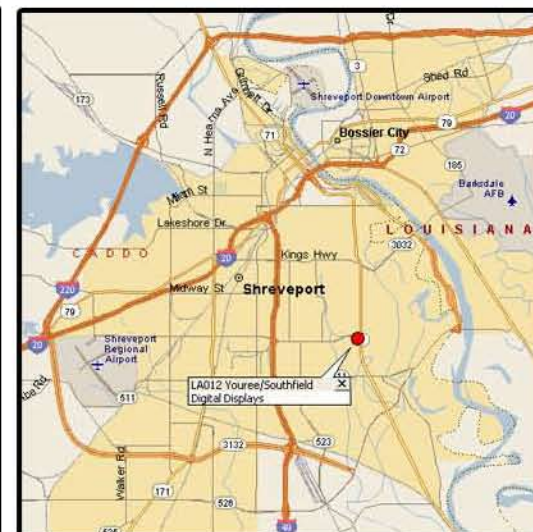 3
Shed Rd
173
Russell Rd
N Hearne Ave
Grimmett Dr
Shreveport Downtown Airport
79
20
71
Bossier City
72
185
Barksdale
AFB
Milam St
Lakeshore Dr
LOUISIANA
3032
CADDO
20
Kings Hwy
220
Midway St
Shreveport
79
20
Shreveport
Regional
Airport
LA012 Youree/Southfield
Digital Displays
511
3132
523
Walker Rd
171
526